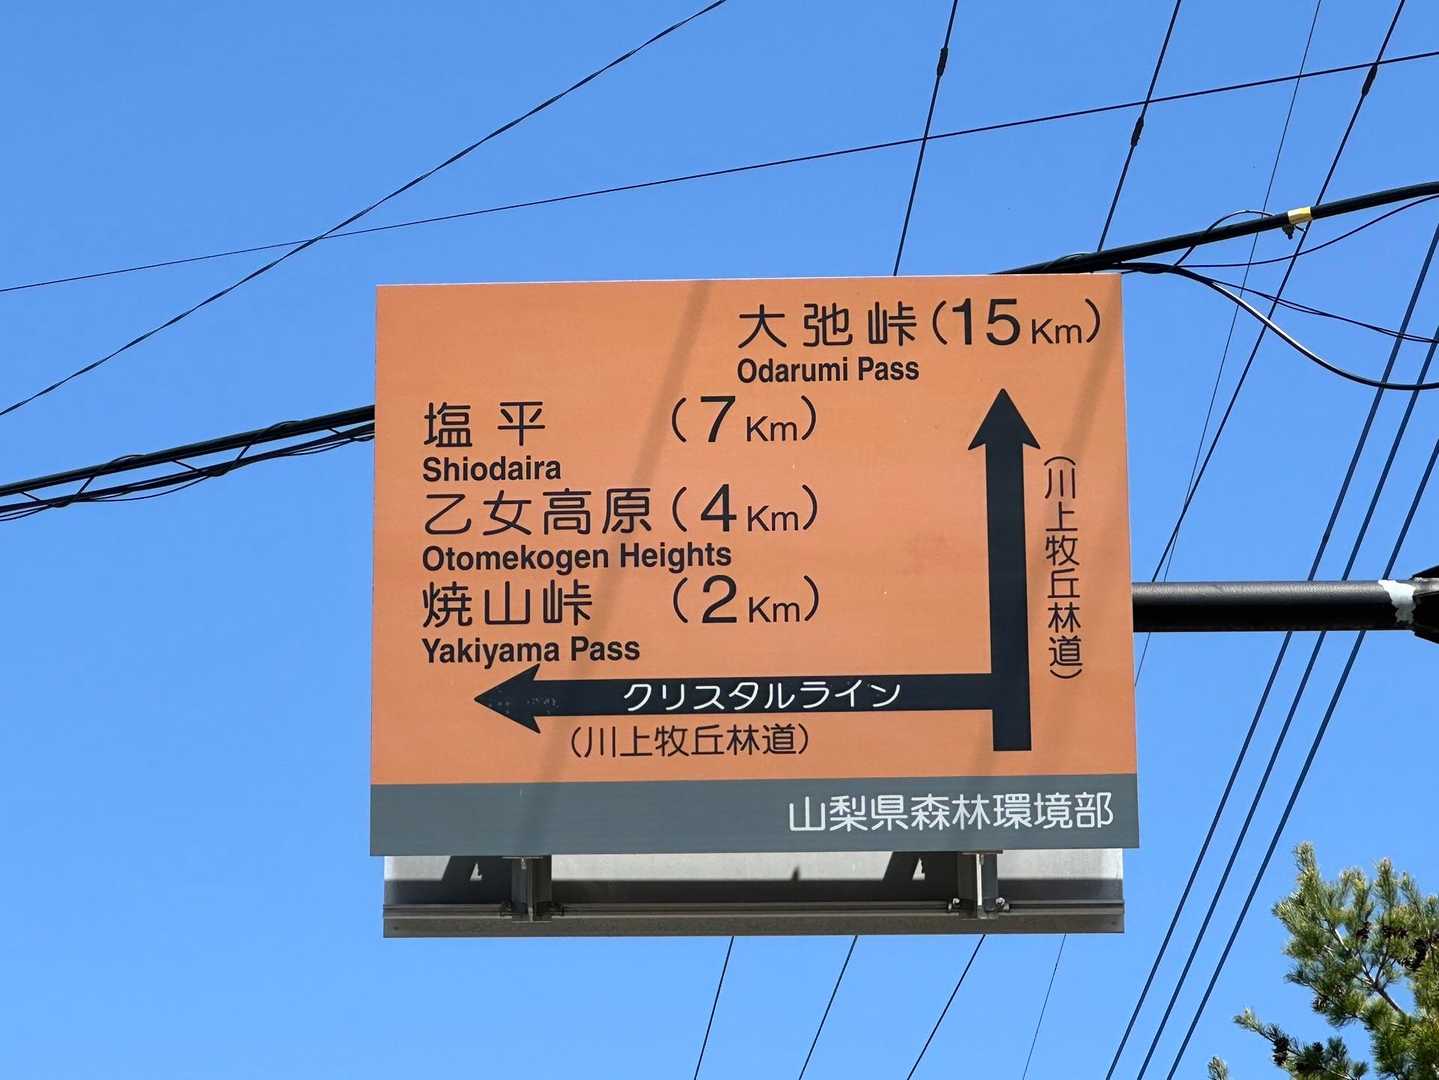 大弛峠(15Km)
Odarumi Pass
塩平 (7Km)
Shiodaira
乙女高原(4Km)
Otomekogen Heights
焼山峠 (2Km)
Yakiyama Pass
(川上牧丘林道)
クリスタルライン
(川上牧丘林道)
山梨県森林環境部